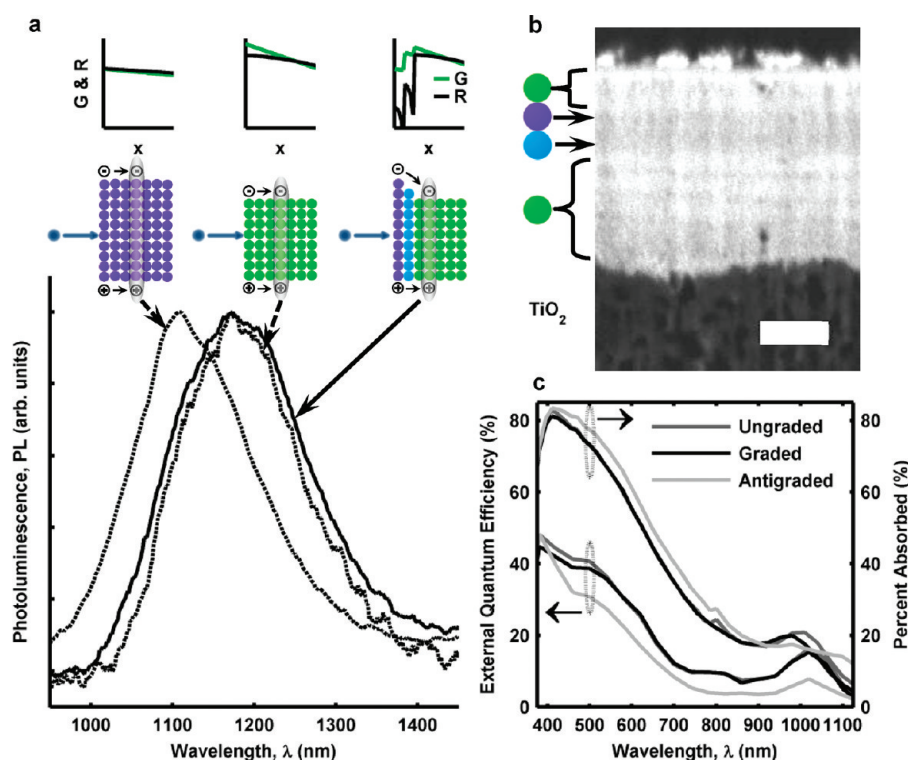 a
G & R
G
R
x
x
x
Photoluminescence, PL (arb. units)
1000
1100
1200
1300
1400
Wavelength, λ (nm)
b
TiO2
c
External Quantum Efficiency (%)
80
60
40
20
0
Ungraded
Graded
Antigraded
80
60
40
20
0
Percent Absorbed (%)
400 500 600 700 800 900 1000 1100
Wavelength, λ (nm)